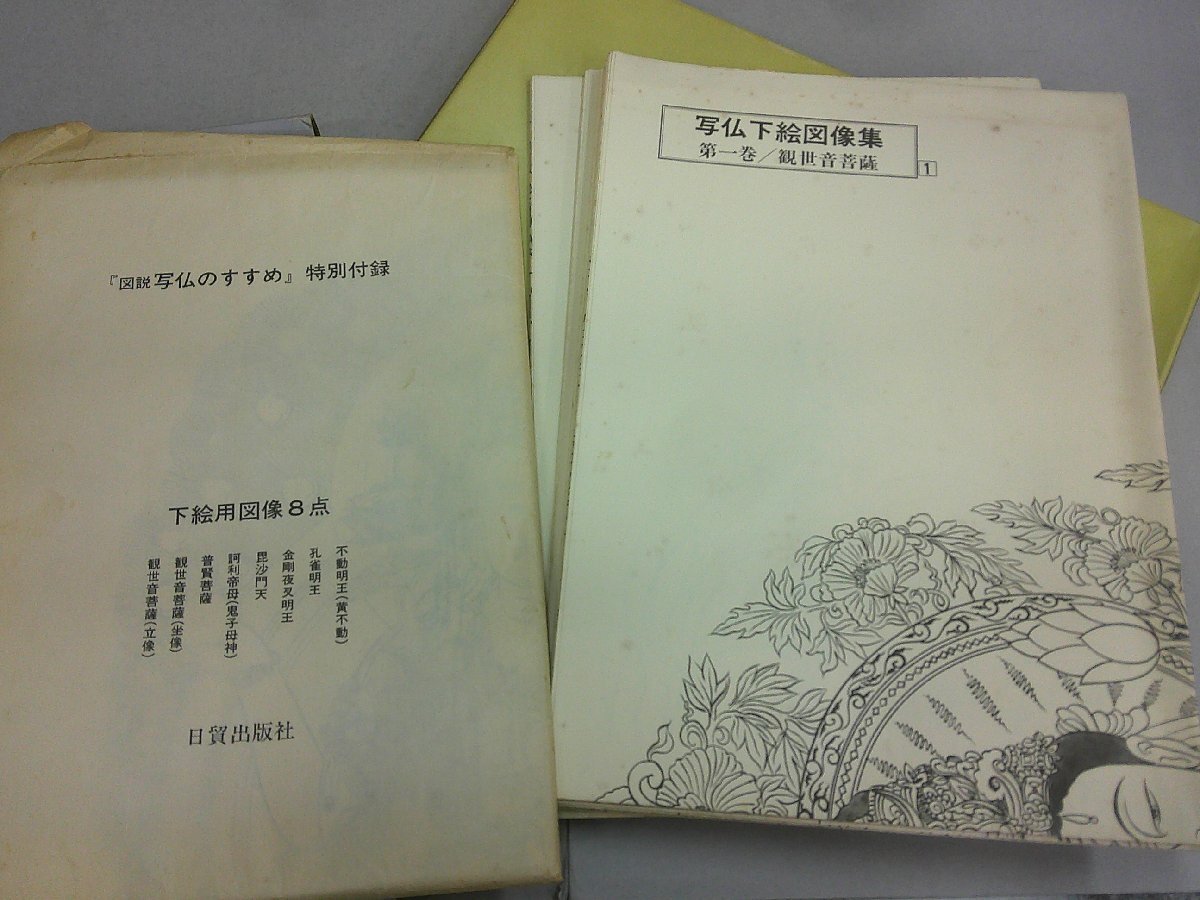 『図説 写仏のすすめ』 特別付録
下絵用図像8点
不動明王(黄不動)
孔雀明王
金剛夜叉明王
毘沙門天
訶利帝母(鬼子母神)
普賢菩薩
観世音菩薩(坐像)
観世音菩薩(立像)
日貿出版社
写仏下絵図像集
第一巻/観世音菩薩
1